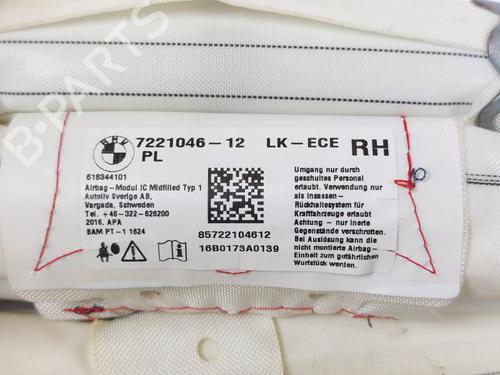 B-PARTS
BMW
7221046-12 LK-ECE RH
PL
618344101
Airbag-Modul IC Midfilled Typ 1
Autoliv Sverige AB,
Vargada, Schweden
Tel. +46-322-626200
2016, APA
BAM PT-1 1624
85722104612
16B0173A0139
Umgang nur durch
geschultes Personal
erlaubt. Verwendung nur
als Insassen-
Rückhaltesystem für
Kraftfahrzeuge erlaubt
- Achtung - nur inerte
Gegenstände verschrotten.
Bei Auslösung kann die
nicht montierte Airbag-
Einheit zum gefährlichen
Wurfstück werden.